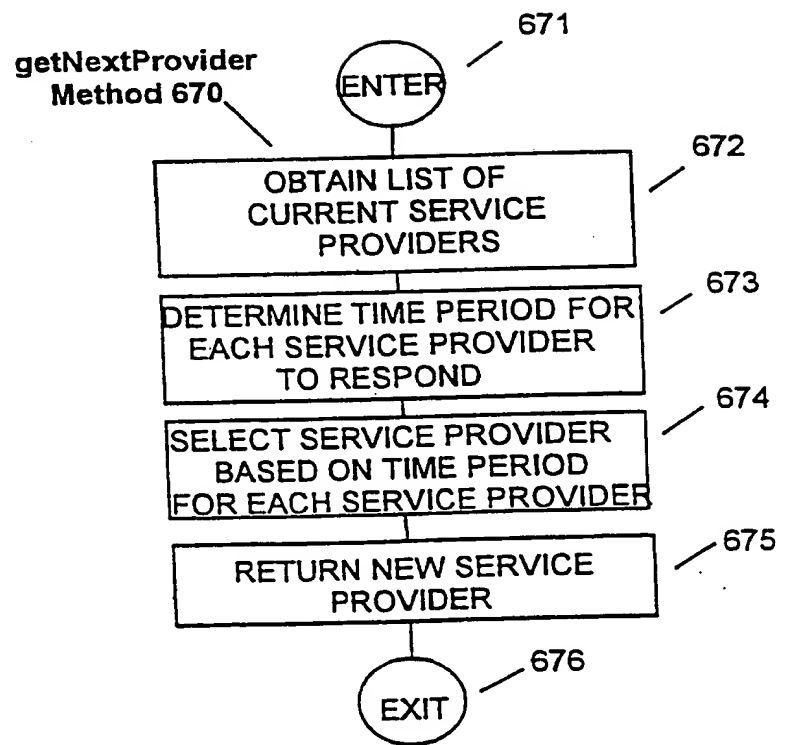 671
getNextProvider
Method 670
ENTER
672
OBTAIN LIST OF
CURRENT SERVICE
PROVIDERS
673
DETERMINE TIME PERIOD FOR
EACH SERVICE PROVIDER
TO RESPOND
674
SELECT SERVICE PROVIDER
BASED ON TIME PERIOD
FOR EACH SERVICE PROVIDER
675
RETURN NEW SERVICE
PROVIDER
676
EXIT